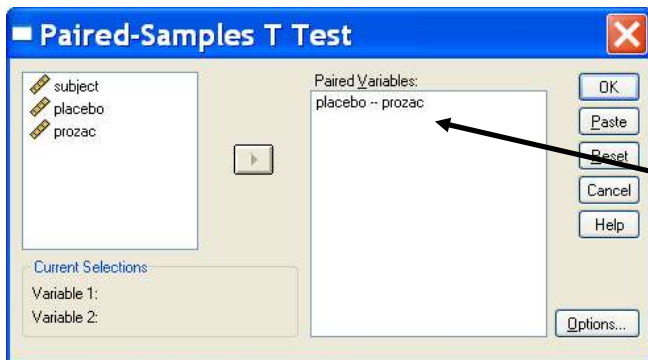 Paired-Samples T Test
subject
placebo
prozac
Paired Variables:
placebo -- prozac
OK
Paste
Reset
Cancel
Help
Current Selections
Variable 1:
Variable 2:
Options...